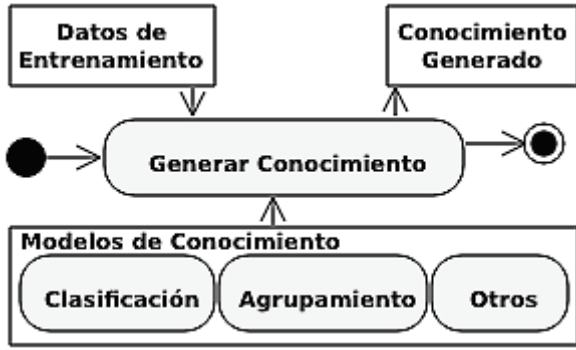 Datos de
Entrenamiento
Conocimiento
Generado
Generar Conocimiento
Modelos de Conocimiento
Clasificación
Agrupamiento
Otros